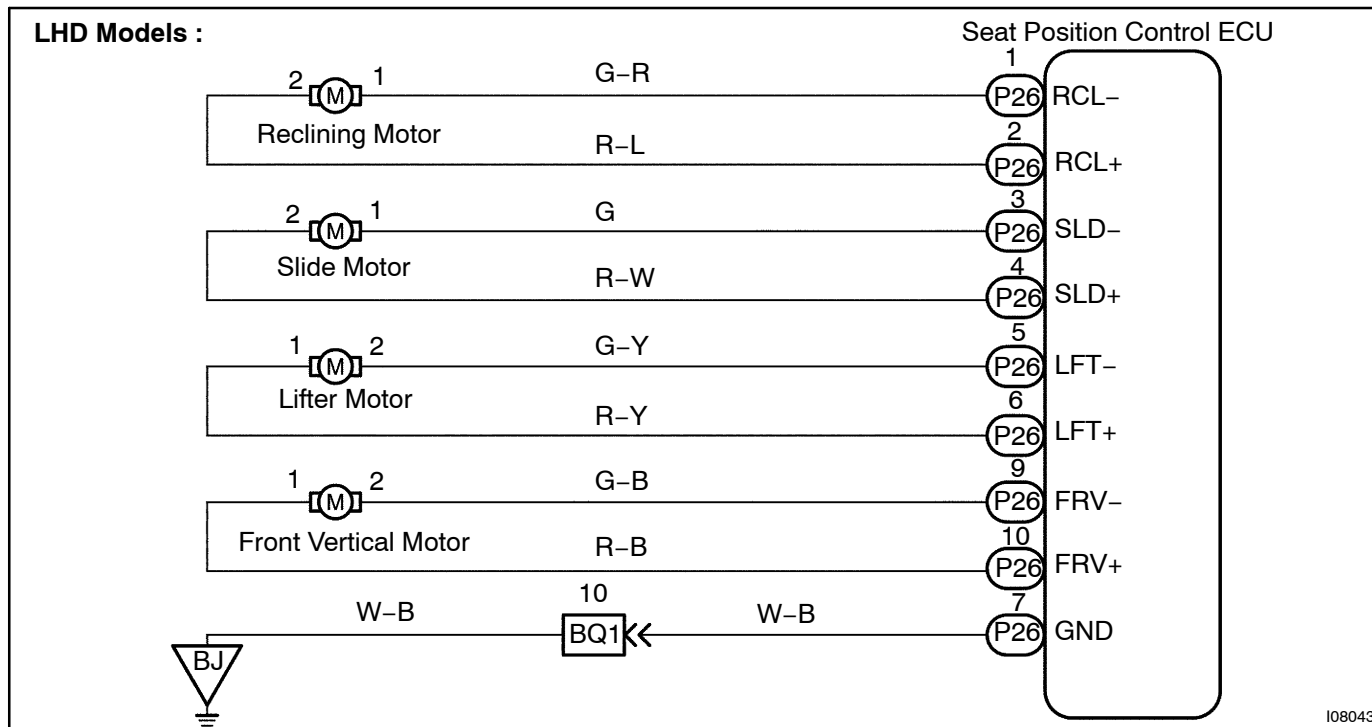 LHD Models :
Seat Position Control ECU
2 M 1 G−R 1 P26 RCL−
Reclining Motor
R−L 2 P26 RCL+
2 M 1 G 3 P26 SLD−
Slide Motor
R−W 4 P26 SLD+
1 M 2 G−Y 5 P26 LFT−
Lifter Motor
R−Y 6 P26 LFT+
1 M 2 G−B 9 P26 FRV−
Front Vertical Motor
R−B 10 P26 FRV+
W−B 10 BQ1 W−B 7 P26 GND
BJ
I08043